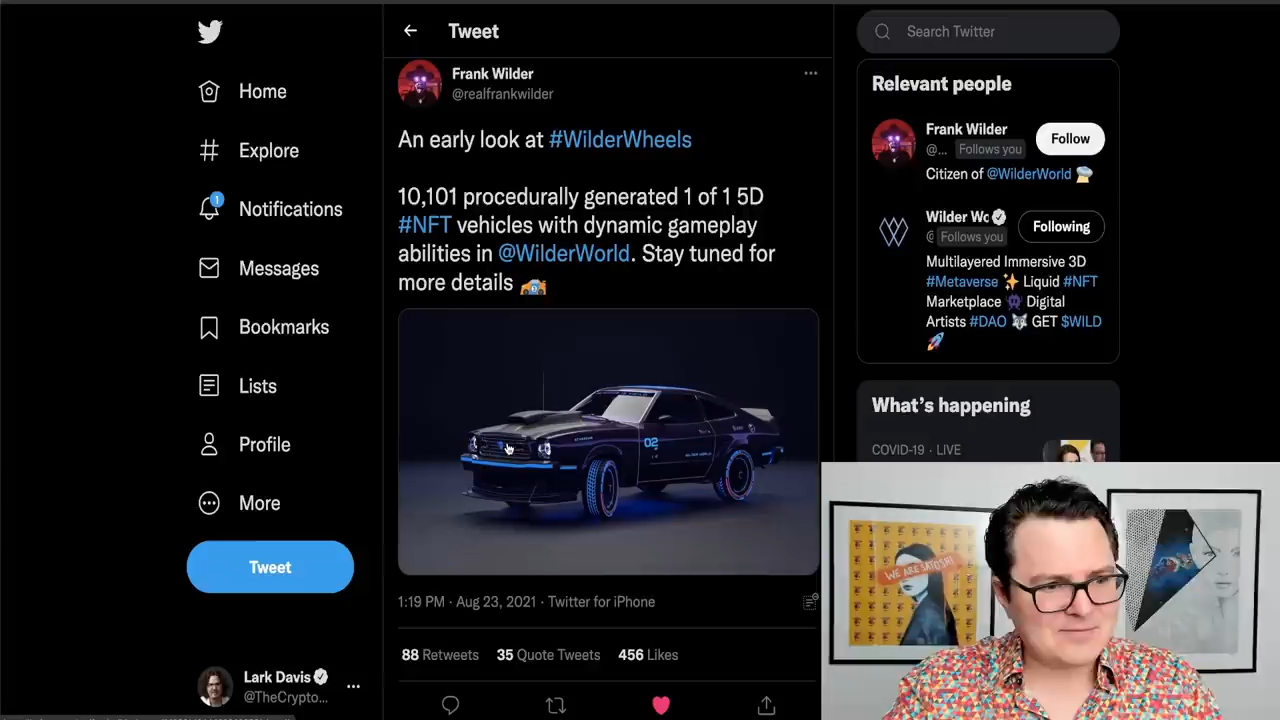 Home
Explore
1
Notifications
Messages
Bookmarks
Lists
Profile
More
Tweet
Lark Davis
@TheCrypto...
Tweet
Frank Wilder
@realfrankwilder
An early look at #WilderWheels
10,101 procedurally generated 1 of 1 5D
#NFT vehicles with dynamic gameplay
abilities in @WilderWorld. Stay tuned for
more details
02
1:19 PM · Aug 23, 2021 · Twitter for iPhone
88 Retweets 35 Quote Tweets 456 Likes
Search Twitter
Relevant people
Frank Wilder
@... Follows you
Follow
Citizen of @WilderWorld
Wilder Wo
@ Follows you
Following
Multilayered Immersive 3D
#Metaverse ✨ Liquid #NFT
Marketplace Digital
Artists #DAO GET $WILD
What's happening
COVID-19 · LIVE
WE ARE SATOSHI